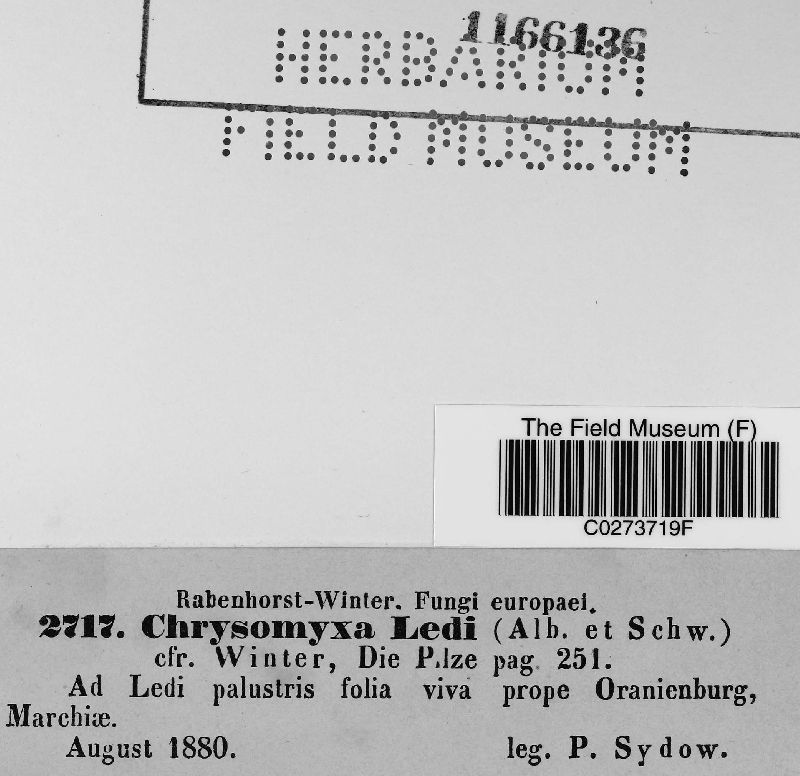 1166136
HERBARIUM
FIELD MUSEUM
The Field Museum (F)
C0273719F
Rabenhorst-Winter. Fungi europaei.
2717. Chrysomyxa Ledi (Alb. et Schw.)
cfr. Winter, Die Pilze pag. 251.
Ad Ledi palustris folia viva prope Oranienburg,
Marchiæ.
August 1880. leg. P. Sydow.